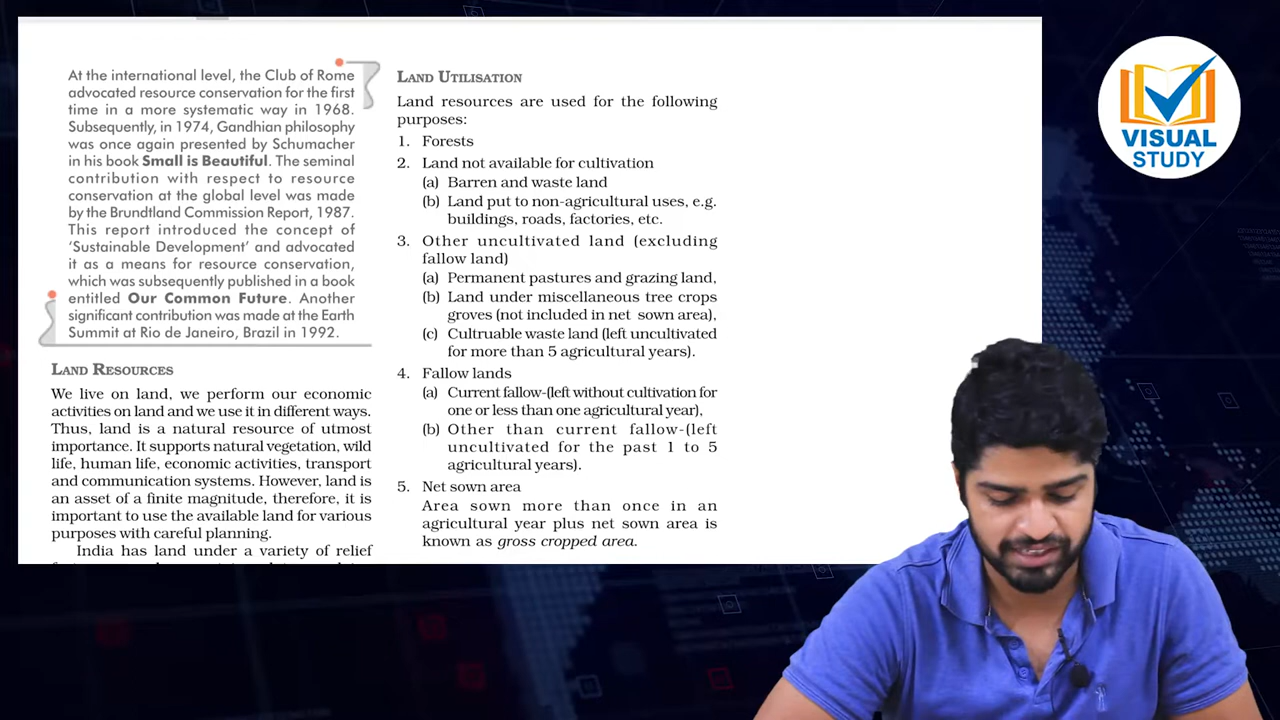 At the international level, the Club of Rome
advocated resource conservation for the first
time in a more systematic way in 1968.
Subsequently, in 1974, Gandhian philosophy
was once again presented by Schumacher
in his book Small is Beautiful. The seminal
contribution with respect to resource
conservation at the global level was made
by the Brundtland Commission Report, 1987.
This report introduced the concept of
‘Sustainable Development’ and advocated
it as a means for resource conservation,
which was subsequently published in a book
entitled Our Common Future. Another
significant contribution was made at the Earth
Summit at Rio de Janeiro, Brazil in 1992.
LAND RESOURCES
We live on land, we perform our economic
activities on land and we use it in different ways.
Thus, land is a natural resource of utmost
importance. It supports natural vegetation, wild
life, human life, economic activities, transport
and communication systems. However, land is
an asset of a finite magnitude, therefore, it is
important to use the available land for various
purposes with careful planning.
India has land under a variety of relief
LAND UTILISATION
Land resources are used for the following
purposes:
1. Forests
2. Land not available for cultivation
(a) Barren and waste land
(b) Land put to non-agricultural uses, e.g.
buildings, roads, factories, etc.
3. Other uncultivated land (excluding
fallow land)
(a) Permanent pastures and grazing land,
(b) Land under miscellaneous tree crops
groves (not included in net sown area),
(c) Cultruable waste land (left uncultivated
for more than 5 agricultural years).
4. Fallow lands
(a) Current fallow-(left without cultivation for
one or less than one agricultural year),
(b) Other than current fallow-(left
uncultivated for the past 1 to 5
agricultural years).
5. Net sown area
Area sown more than once in an
agricultural year plus net sown area is
known as gross cropped area.
VISUAL
STUDY